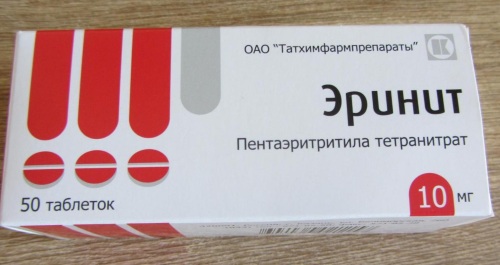 ОАО "Татхимфармпрепараты"
Эринит
Пентаэритритила тетранитрат
50 таблеток
10 мг